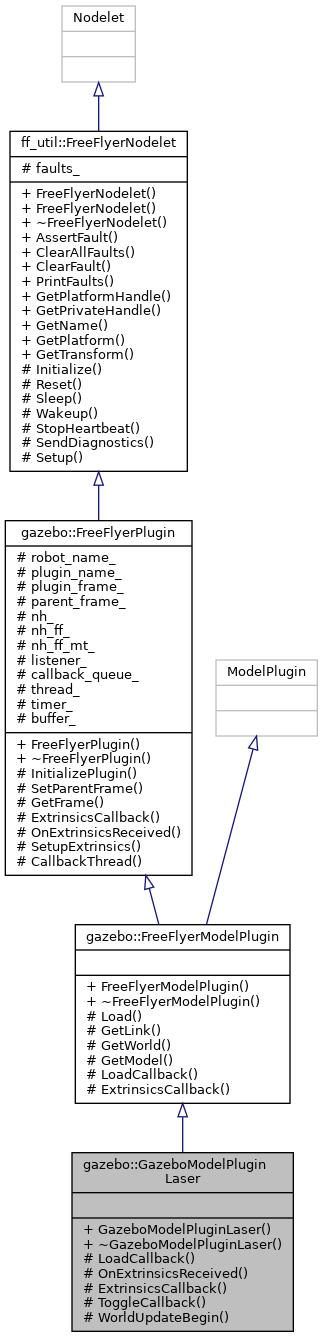 Nodelet
ff_util::FreeFlyerNodelet
# faults_
+ FreeFlyerNodelet()
+ FreeFlyerNodelet()
+ ~FreeFlyerNodelet()
+ AssertFault()
+ ClearAllFaults()
+ ClearFault()
+ PrintFaults()
+ GetPlatformHandle()
+ GetPrivateHandle()
+ GetName()
+ GetPlatform()
+ GetTransform()
# Initialize()
# Reset()
# Sleep()
# Wakeup()
# StopHeartbeat()
# SendDiagnostics()
# Setup()
gazebo::FreeFlyerPlugin
# robot_name_
# plugin_name_
# plugin_frame_
# parent_frame_
# nh_
# nh_ff_
# nh_ff_mt_
# listener_
# callback_queue_
# thread_
# timer_
# buffer_
+ FreeFlyerPlugin()
+ ~FreeFlyerPlugin()
# InitializePlugin()
# SetParentFrame()
# GetFrame()
# ExtrinsicsCallback()
# OnExtrinsicsReceived()
# SetupExtrinsics()
# CallbackThread()
ModelPlugin
gazebo::FreeFlyerModelPlugin
+ FreeFlyerModelPlugin()
+ ~FreeFlyerModelPlugin()
# Load()
# GetLink()
# GetWorld()
# GetModel()
# LoadCallback()
# ExtrinsicsCallback()
gazebo::GazeboModelPlugin
Laser
+ GazeboModelPluginLaser()
+ ~GazeboModelPluginLaser()
# LoadCallback()
# OnExtrinsicsReceived()
# ExtrinsicsCallback()
# ToggleCallback()
# WorldUpdateBegin()